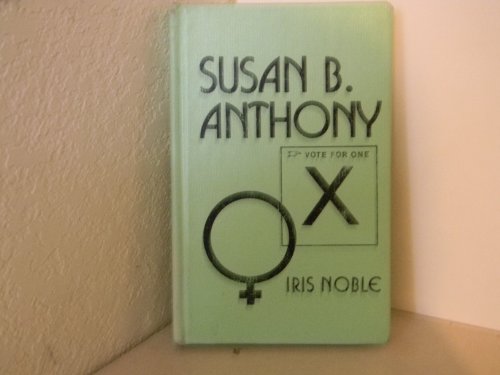 SUSAN B.
ANTHONY
VOTE FOR ONE
X
IRIS NOBLE